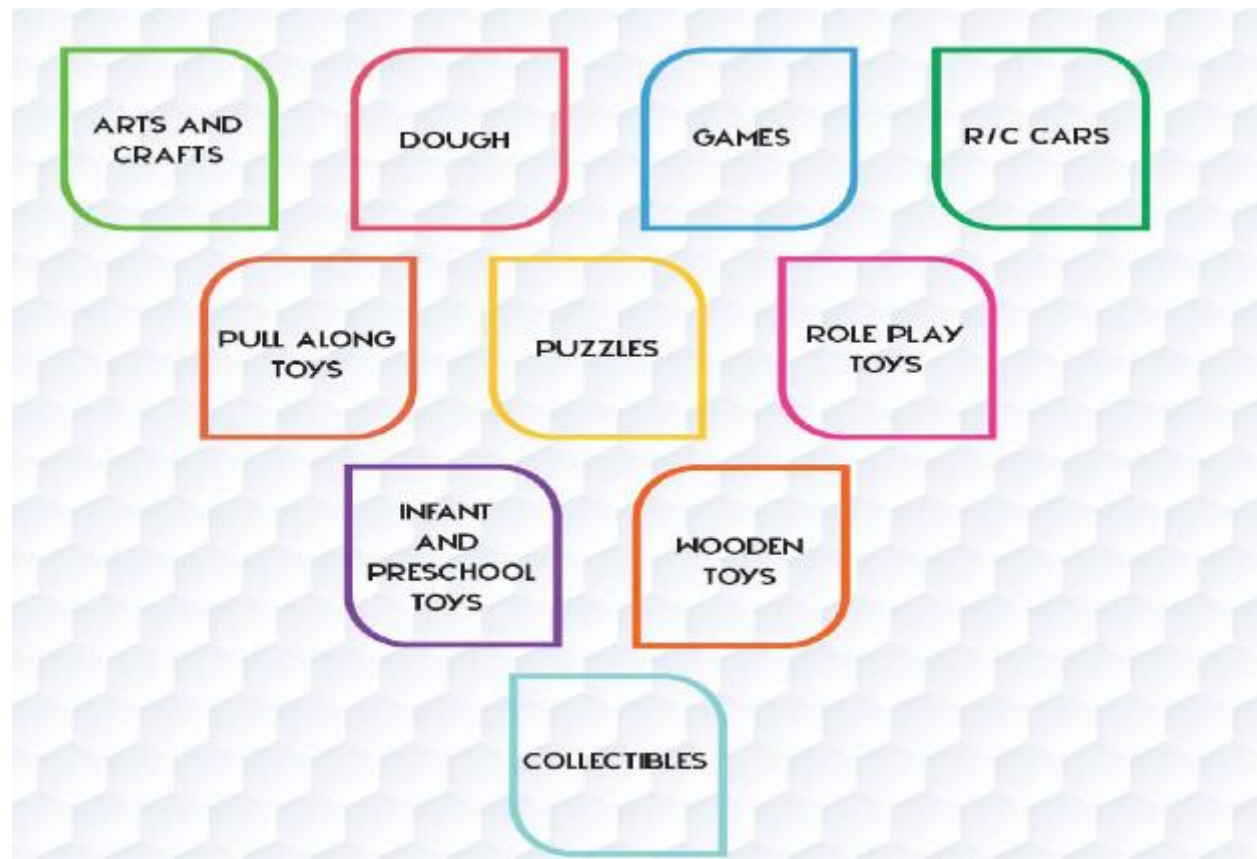 ARTS AND
CRAFTS
DOUGH
GAMES
R/C CARS
PULL ALONG
TOYS
PUZZLES
ROLE PLAY
TOYS
INFANT
AND
PRESCHOOL
TOYS
WOODEN
TOYS
COLLECTIBLES